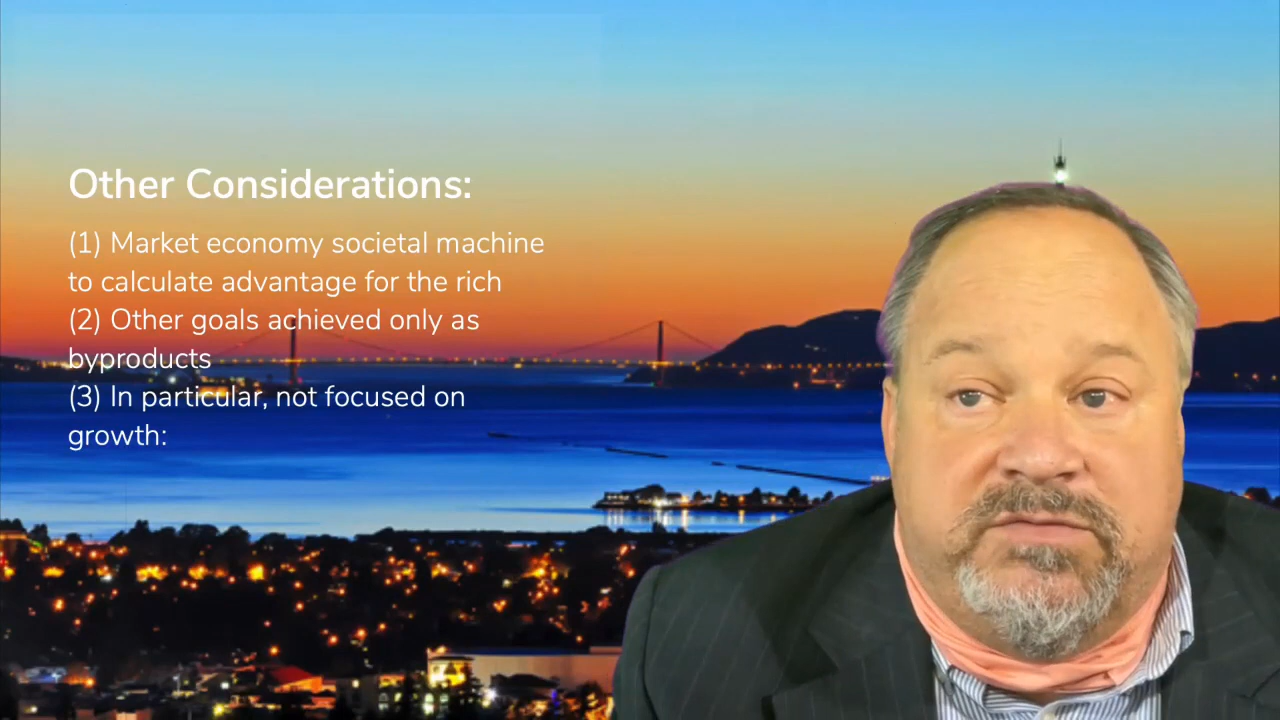 Other Considerations:
(1) Market economy societal machine
to calculate advantage for the rich
(2) Other goals achieved only as
byproducts
(3) In particular, not focused on
growth: